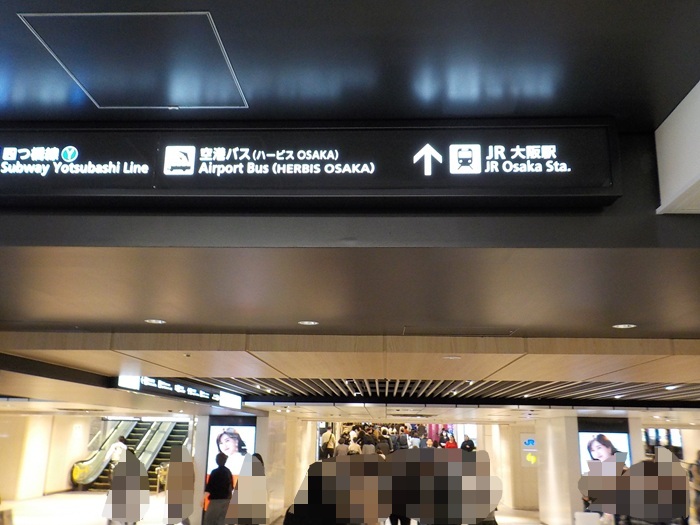 四つ橋線 Y
Subway Yotsubashi Line
空港バス(ハービス OSAKA)
Airport Bus (HERBIS OSAKA)
JR 大阪駅
JR Osaka Sta.